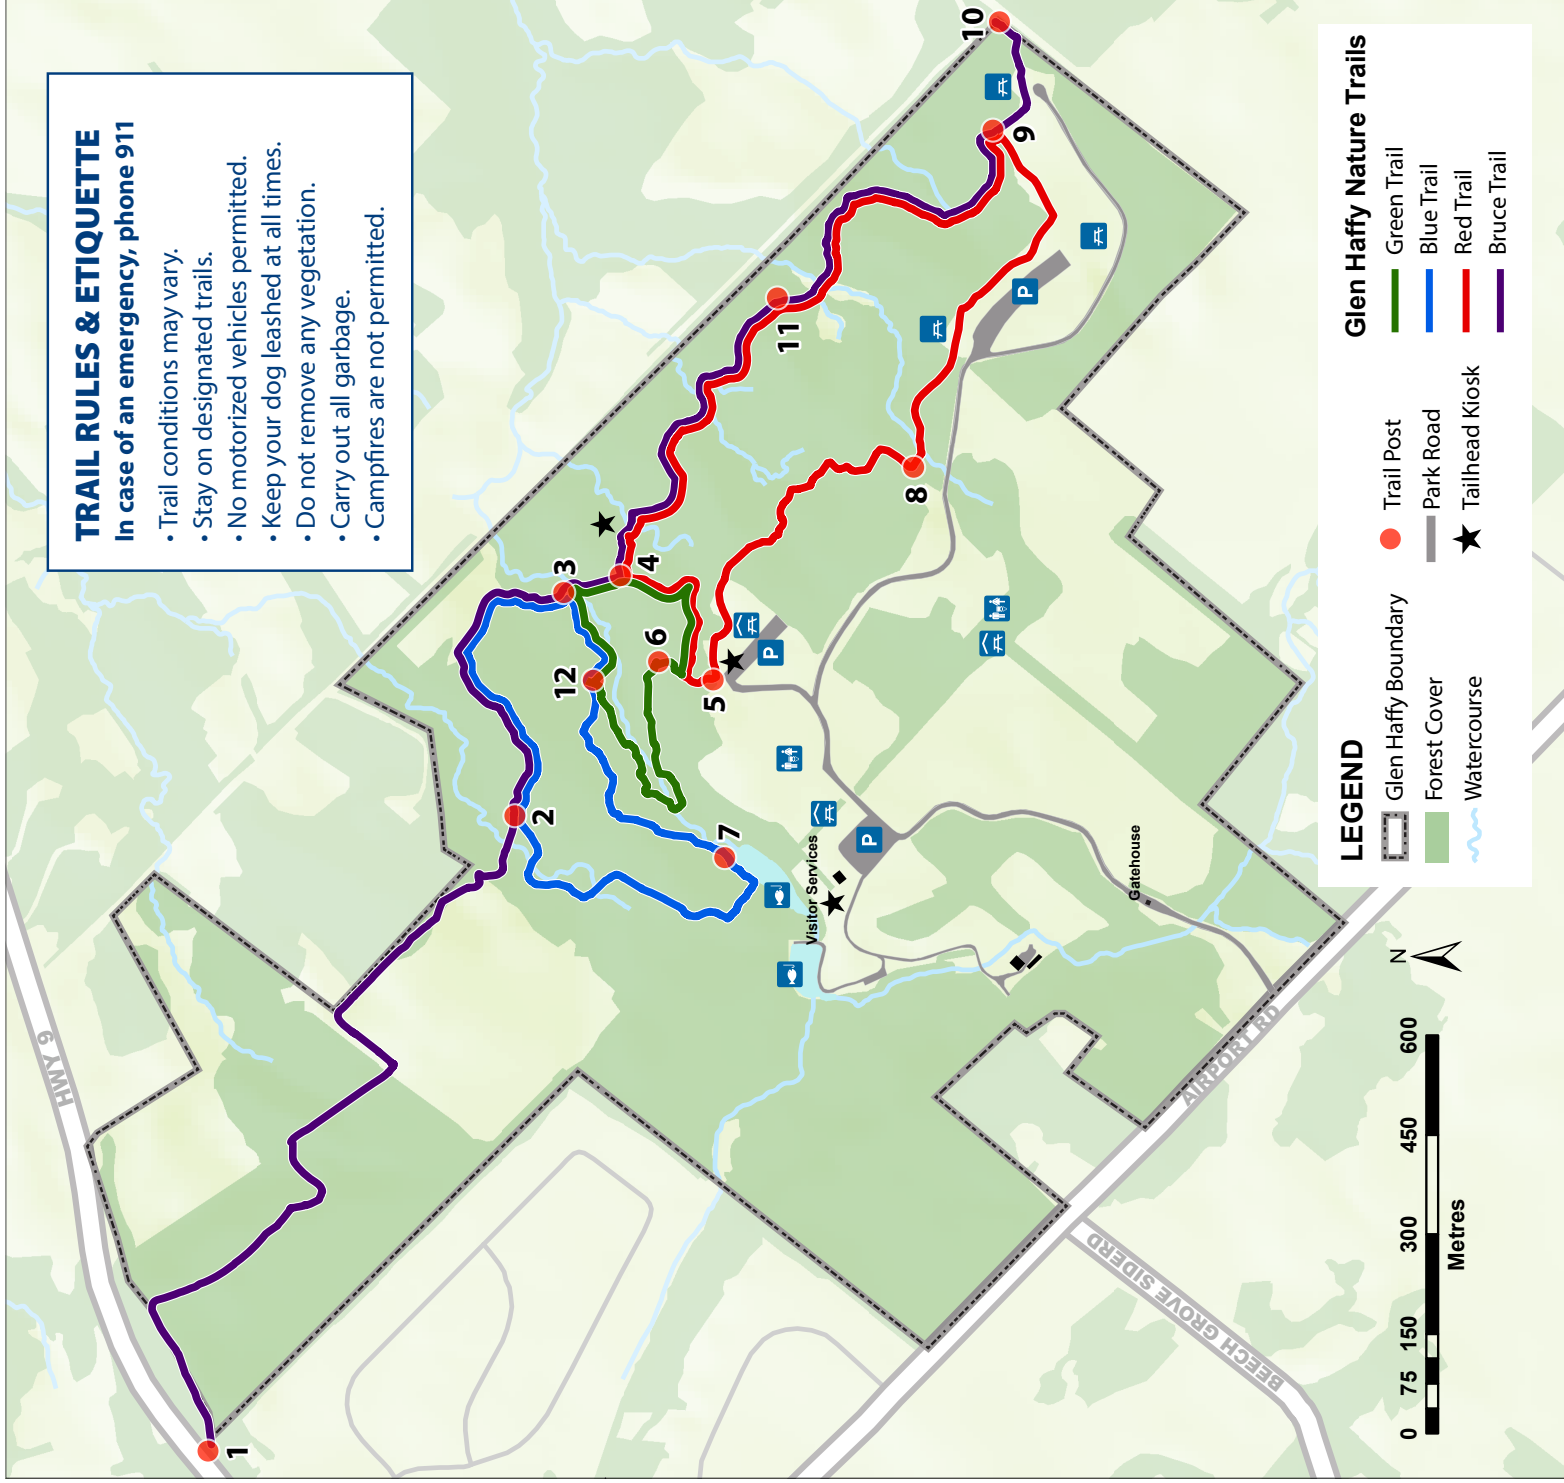 TRAIL RULES & ETIQUETTE
In case of an emergency, phone 911
• Trail conditions may vary.
• Stay on designated trails.
• No motorized vehicles permitted.
• Keep your dog leashed at all times.
• Do not remove any vegetation.
• Carry out all garbage.
• Campfires are not permitted.
HWY 9
1
2
3
4
5
6
7
8
9
10
11
12
P
P
P
Visitor Services
Gatehouse
AIRPORT RD
BEECH GROVE SIDERD
LEGEND
Glen Haffy Boundary
Forest Cover
Watercourse
Trail Post
Park Road
Tailhead Kiosk
Glen Haffy Nature Trails
Green Trail
Blue Trail
Red Trail
Bruce Trail
N
0 75 150 300 450 600
Metres